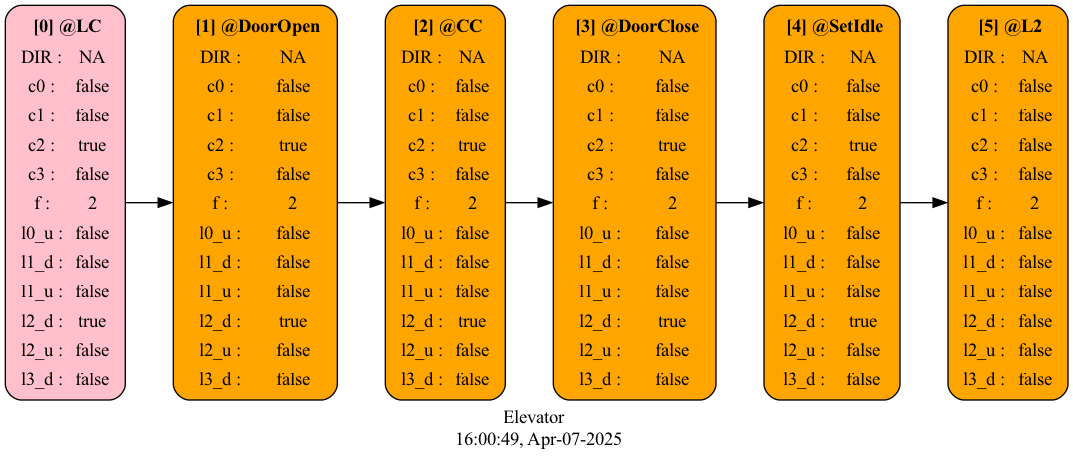 [0] @LC
DIR : NA
c0 : false
c1 : false
c2 : true
c3 : false
f : 2
l0_u : false
l1_d : false
l1_u : false
l2_d : true
l2_u : false
l3_d : false
[1] @DoorOpen
DIR : NA
c0 : false
c1 : false
c2 : true
c3 : false
f : 2
l0_u : false
l1_d : false
l1_u : false
l2_d : true
l2_u : false
l3_d : false
[2] @CC
DIR : NA
c0 : false
c1 : false
c2 : true
c3 : false
f : 2
l0_u : false
l1_d : false
l1_u : false
l2_d : true
l2_u : false
l3_d : false
[3] @DoorClose
DIR : NA
c0 : false
c1 : false
c2 : true
c3 : false
f : 2
l0_u : false
l1_d : false
l1_u : false
l2_d : true
l2_u : false
l3_d : false
[4] @SetIdle
DIR : NA
c0 : false
c1 : false
c2 : true
c3 : false
f : 2
l0_u : false
l1_d : false
l1_u : false
l2_d : true
l2_u : false
l3_d : false
[5] @L2
DIR : NA
c0 : false
c1 : false
c2 : false
c3 : false
f : 2
l0_u : false
l1_d : false
l1_u : false
l2_d : false
l2_u : false
l3_d : false
Elevator
16:00:49, Apr-07-2025